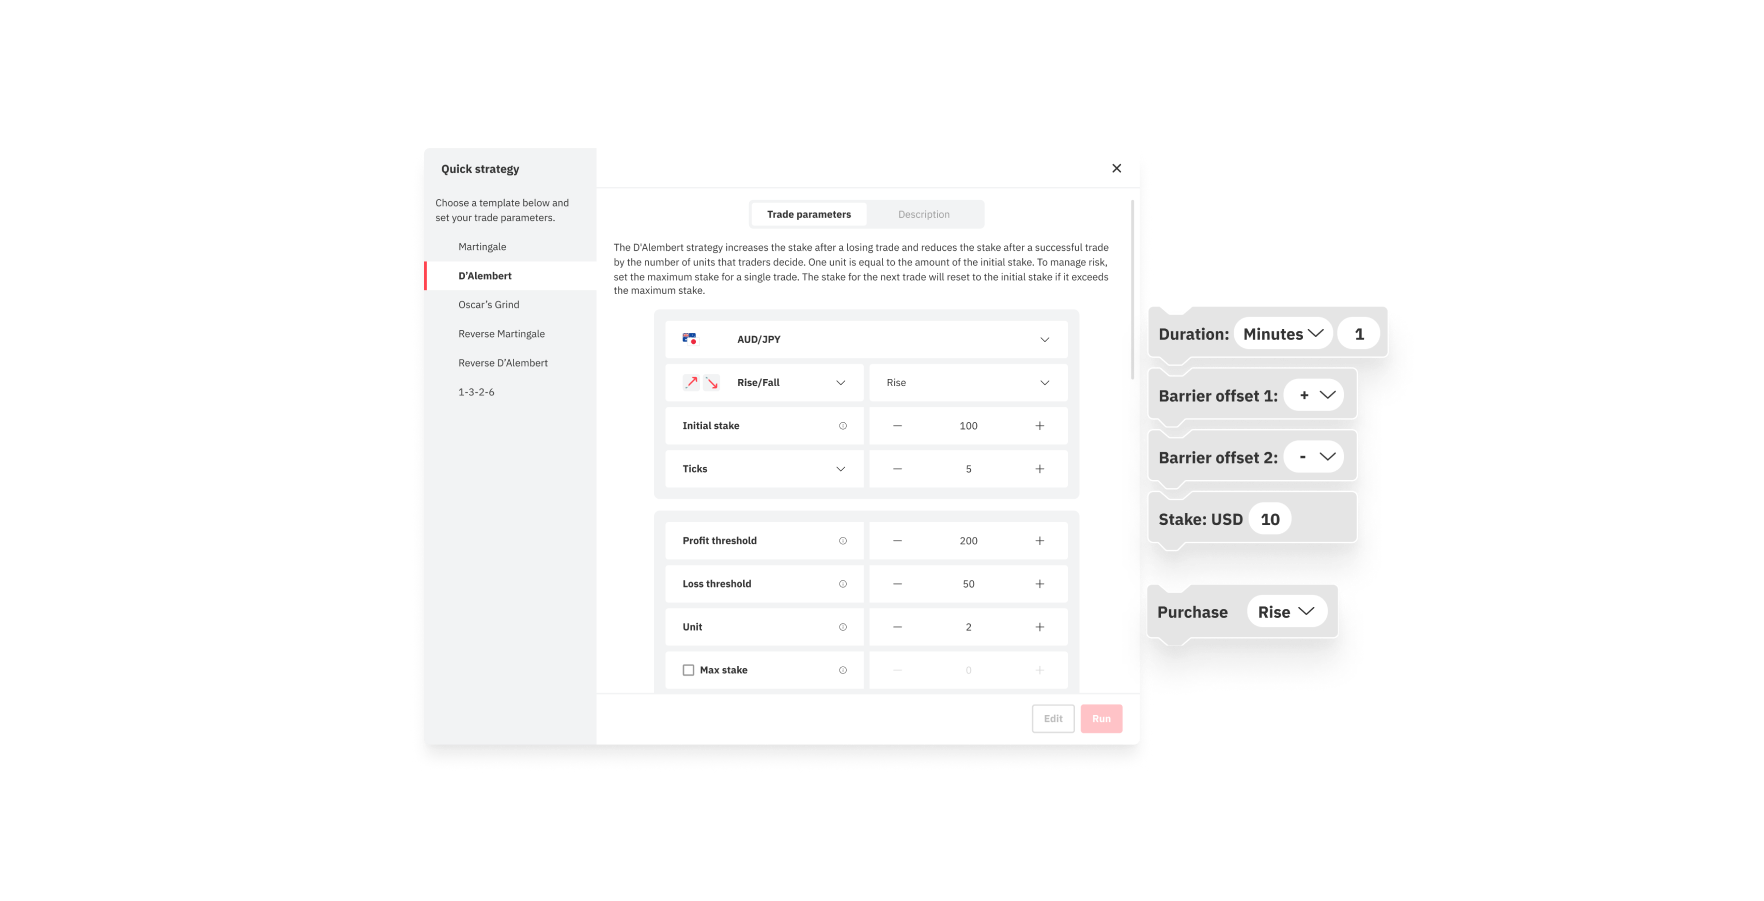 Quick strategy
Choose a template below and
set your trade parameters.
Martingale
D'Alembert
Oscar's Grind
Reverse Martingale
Reverse D'Alembert
1-3-2-6
Trade parameters
Description
The D'Alembert strategy increases the stake after a losing trade and reduces the stake after a successful trade
by the number of units that traders decide. One unit is equal to the amount of the initial stake. To manage risk,
set the maximum stake for a single trade. The stake for the next trade will reset to the initial stake if it exceeds
the maximum stake.
AUD/JPY
Rise/Fall
Rise
Initial stake
100
Ticks
5
Profit threshold
200
Loss threshold
50
Unit
2
Max stake
0
Edit
Run
Duration: Minutes 1
Barrier offset 1: +
Barrier offset 2: -
Stake: USD 10
Purchase Rise